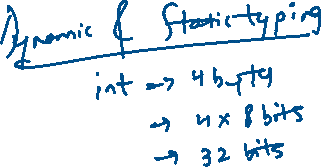 Dynamic & Static typing
int → 4 bytes
→ 4 x 8 bits
→ 32 bits